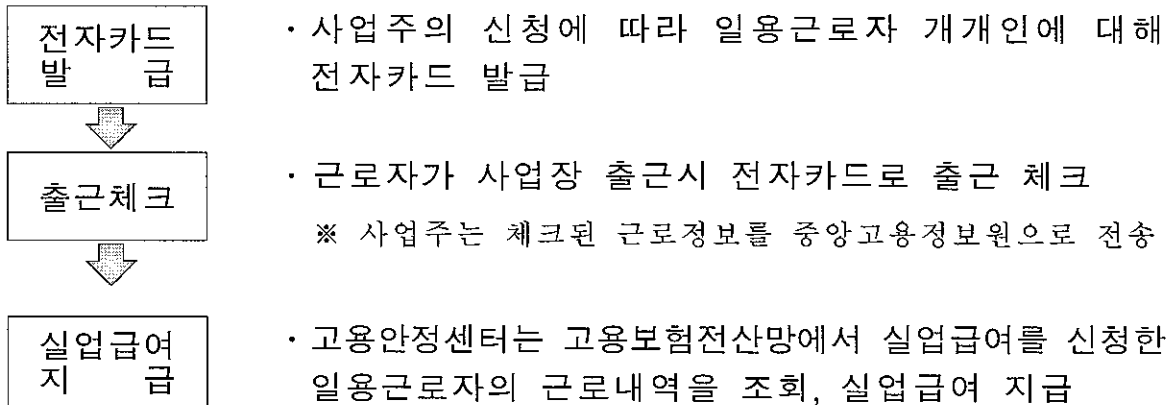 전자카드
발 급
· 사업주의 신청에 따라 일용근로자 개개인에 대해
전자카드 발급
출근체크
· 근로자가 사업장 출근시 전자카드로 출근 체크
※ 사업주는 체크된 근로정보를 중앙고용정보원으로 전송
실업급여
지 급
· 고용안정센터는 고용보험전산망에서 실업급여를 신청한
일용근로자의 근로내역을 조회, 실업급여 지급